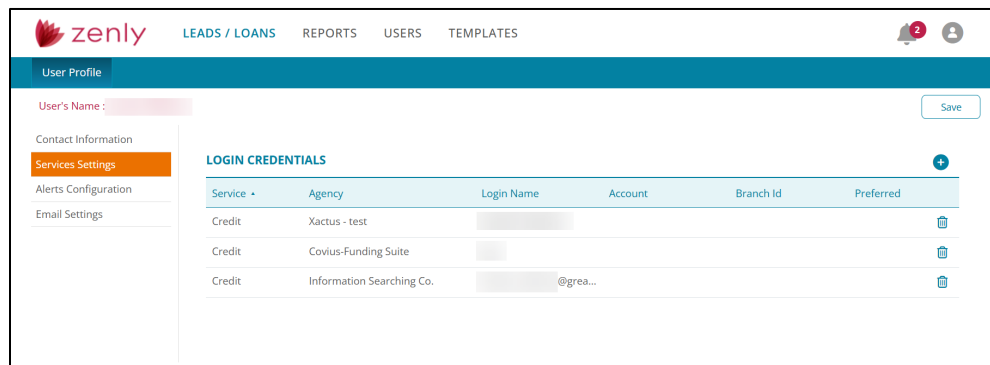 zenly LEADS / LOANS REPORTS USERS TEMPLATES 2
User Profile
User's Name :
Save
Contact Information
Services Settings
Alerts Configuration
Email Settings
LOGIN CREDENTIALS
Service Agency Login Name Account Branch Id Preferred
Credit Xactus - test
Credit Covius-Funding Suite
Credit Information Searching Co. @grea...